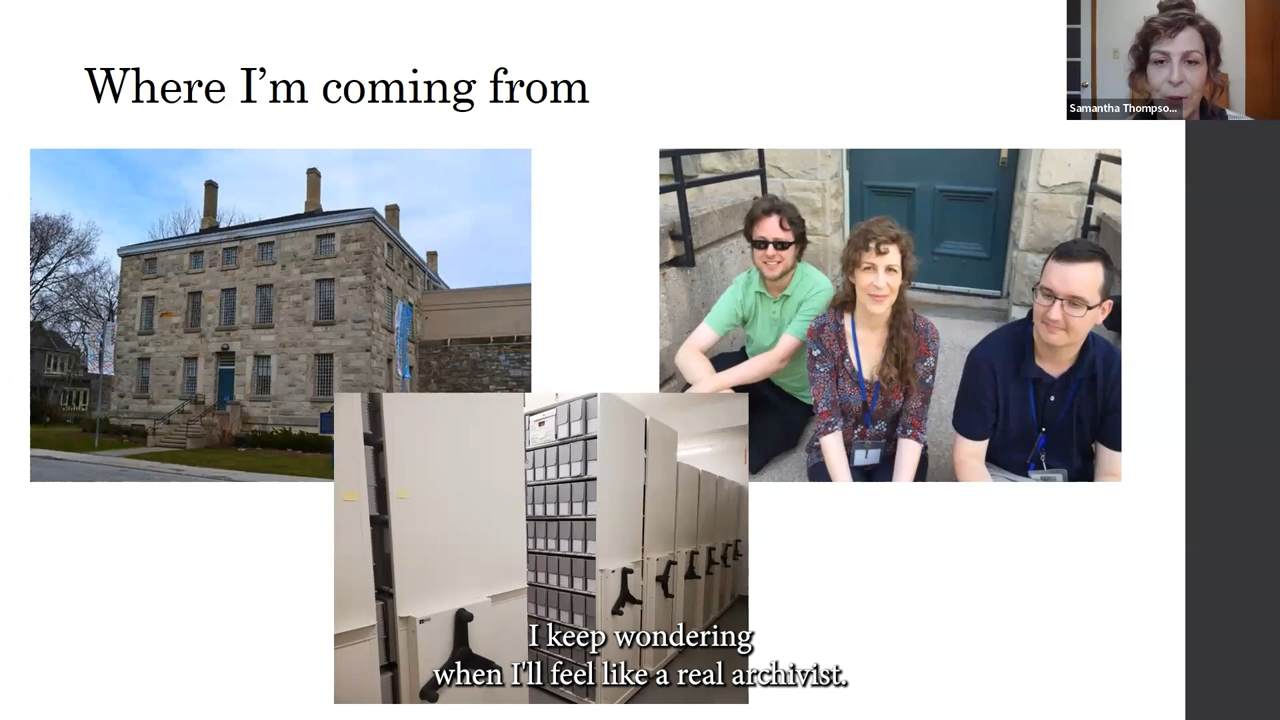 Where I'm coming from
Samantha Thompso...
I keep wondering
when I'll feel like a real archivist.